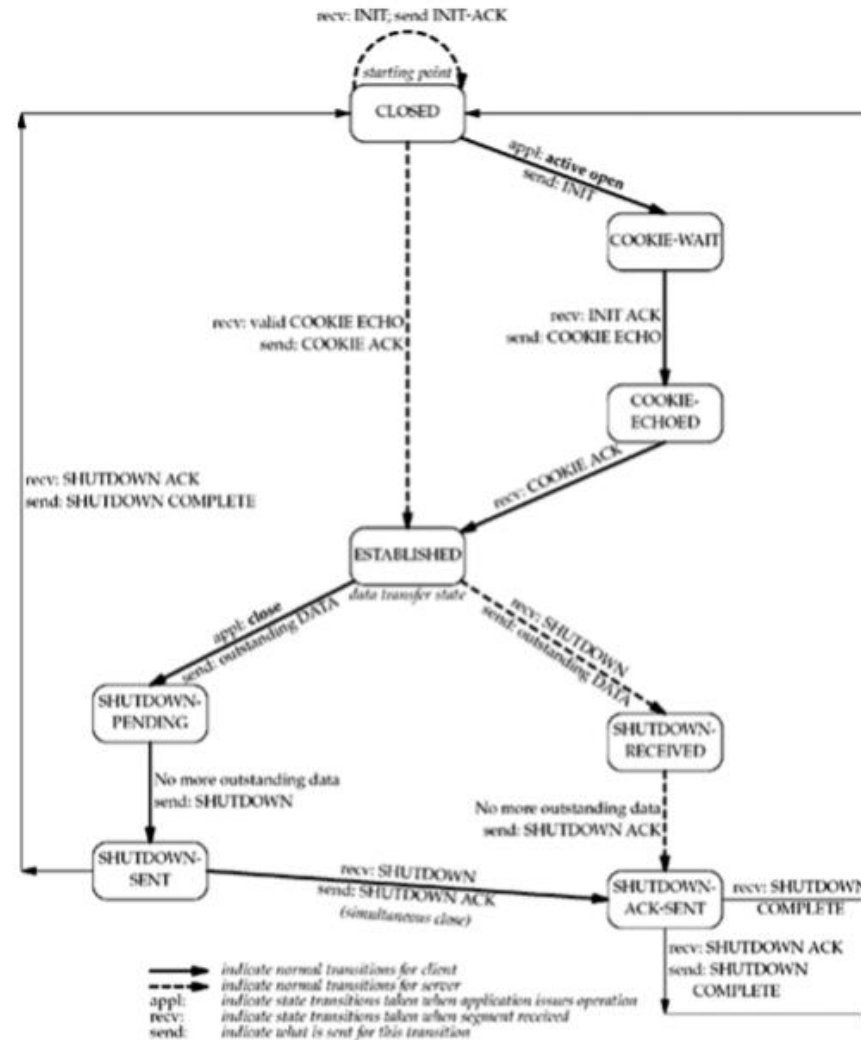 recv: INIT; send INIT-ACK
starting point
CLOSED
appl: active open
send: INIT
COOKIE-WAIT
recv: valid COOKIE ECHO
send: COOKIE ACK
recv: INIT ACK
send: COOKIE ECHO
COOKIE-
ECHOED
recv: COOKIE ACK
recv: SHUTDOWN ACK
send: SHUTDOWN COMPLETE
ESTABLISHED
data transfer state
appl: close
send: outstanding DATA
recv: SHUTDOWN
send: outstanding DATA
SHUTDOWN-
PENDING
SHUTDOWN-
RECEIVED
No more outstanding data
send: SHUTDOWN
No more outstanding data
send: SHUTDOWN ACK
SHUTDOWN-
SENT
recv: SHUTDOWN
send: SHUTDOWN ACK
(simultaneous close)
SHUTDOWN-
ACK-SENT
recv: SHUTDOWN
COMPLETE
recv: SHUTDOWN ACK
send: SHUTDOWN
COMPLETE
indicate normal transitions for client
indicate normal transitions for server
appl: indicate state transitions taken when application issues operation
recv: indicate state transitions taken when segment received
send: indicate what is sent for this transition